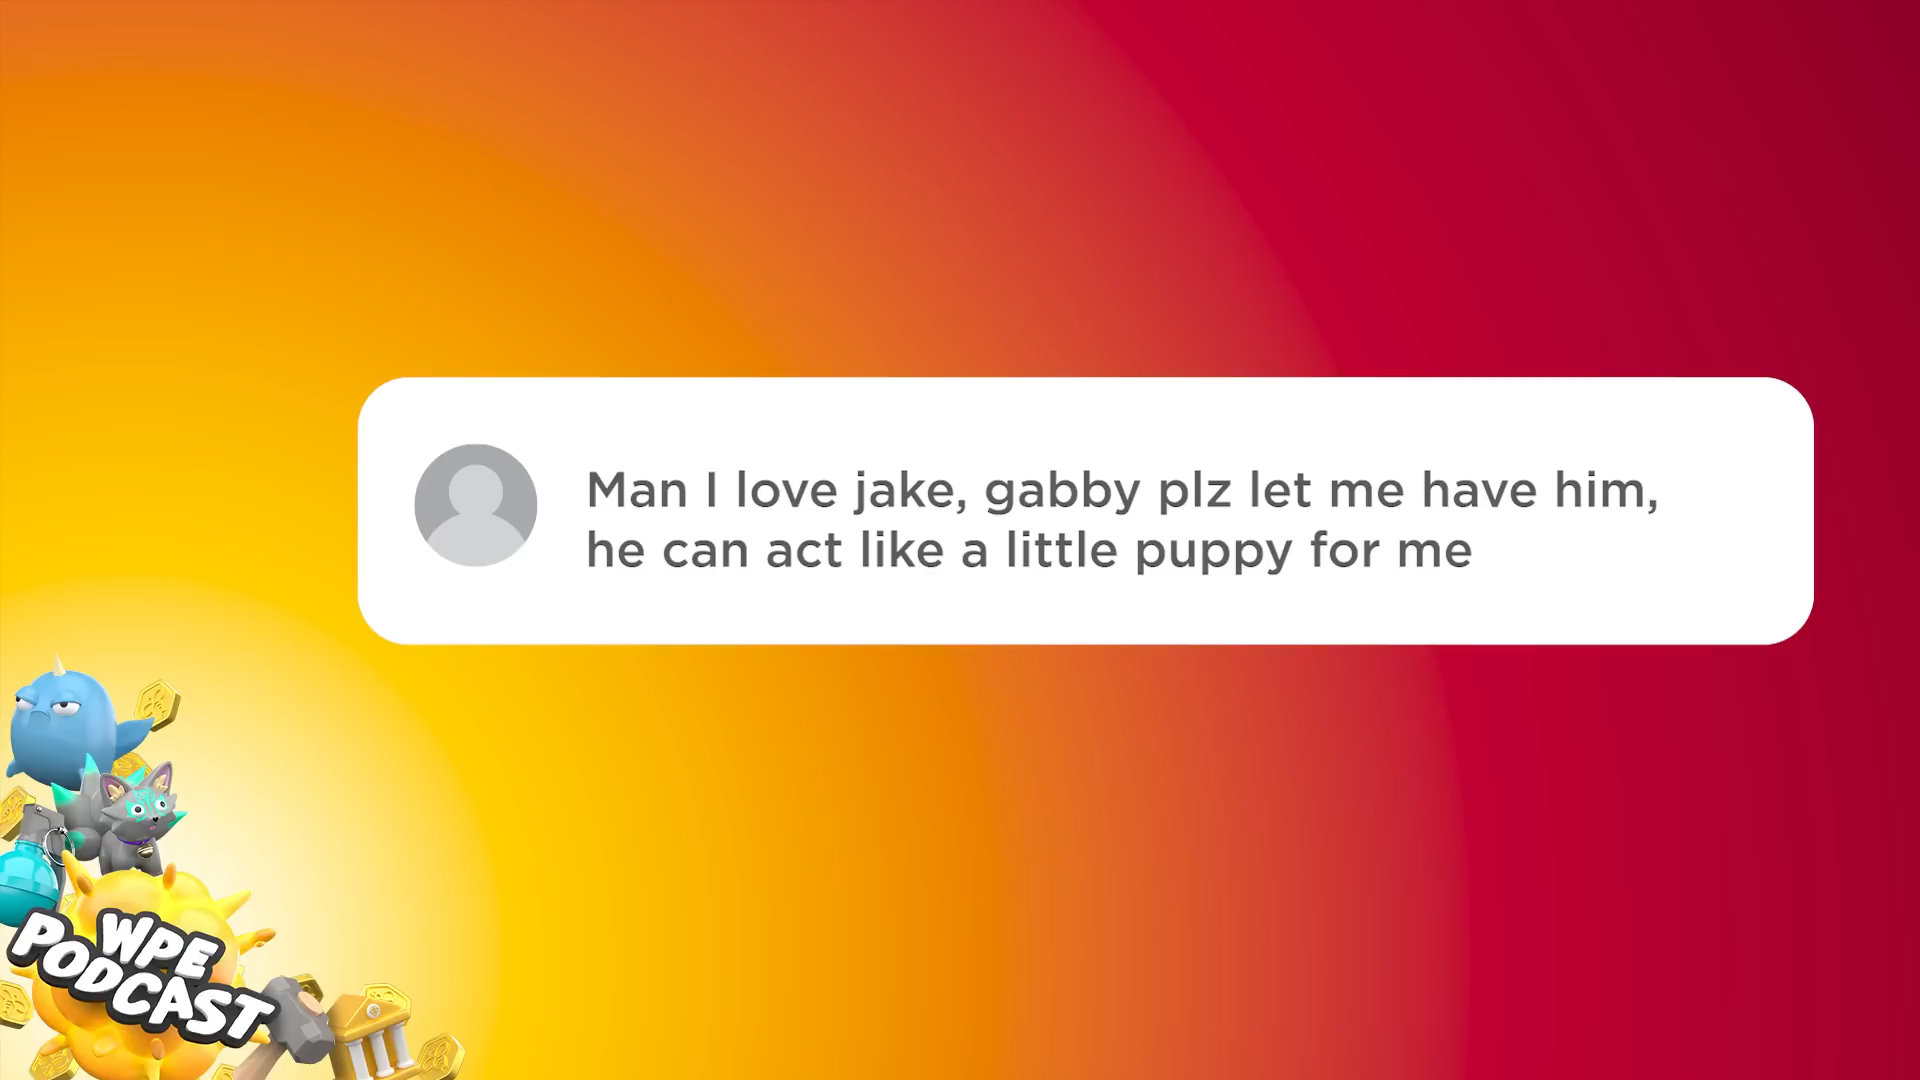 Man I love jake, gabby plz let me have him,
he can act like a little puppy for me
WPE
PODCAST